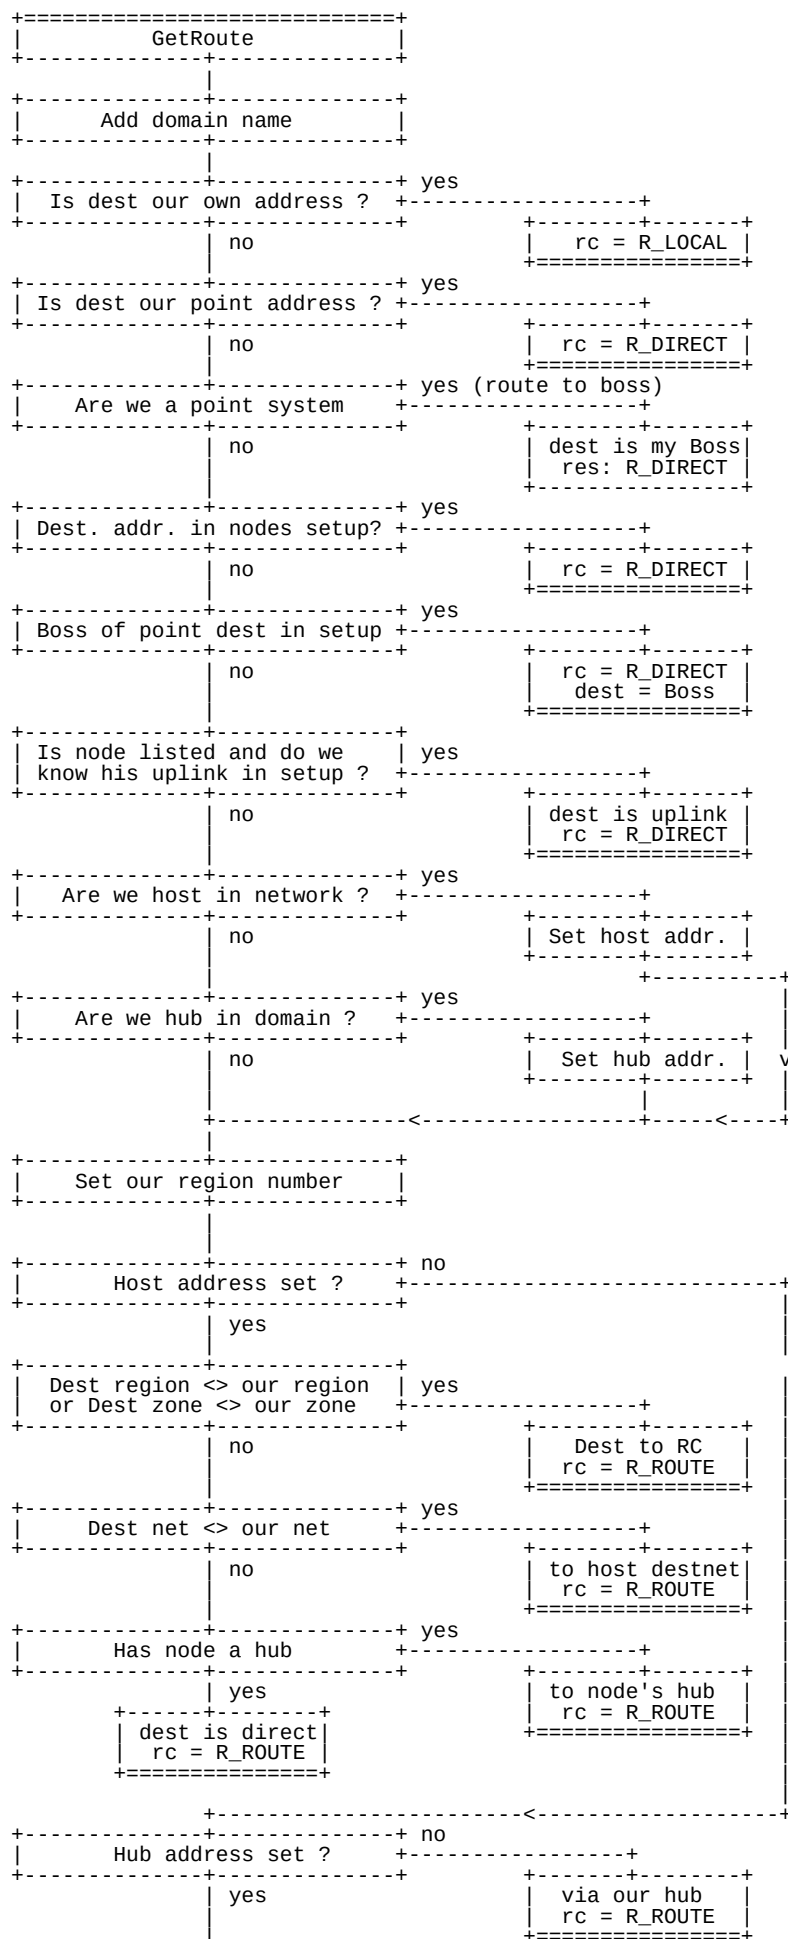 GetRoute
Add domain name
yes
Is dest our own address ?
no
rc = R_LOCAL
yes
Is dest our point address ?
no
rc = R_DIRECT
yes (route to boss)
Are we a point system
no
dest is my Boss
res: R_DIRECT
yes
Dest. addr. in nodes setup?
no
rc = R_DIRECT
yes
Boss of point dest in setup
no
rc = R_DIRECT
dest = Boss
Is node listed and do we
yes
know his uplink in setup ?
no
dest is uplink
rc = R_DIRECT
yes
Are we host in network ?
no
Set host addr.
yes
Are we hub in domain ?
no
Set hub addr.
v
Set our region number
no
Host address set ?
yes
Dest region <> our region
yes
or Dest zone <> our zone
no
Dest to RC
rc = R_ROUTE
yes
Dest net <> our net
no
to host destnet
rc = R_ROUTE
yes
Has node a hub
yes
to node's hub
rc = R_ROUTE
dest is direct
rc = R_ROUTE
no
Hub address set ?
yes
via our hub
rc = R_ROUTE